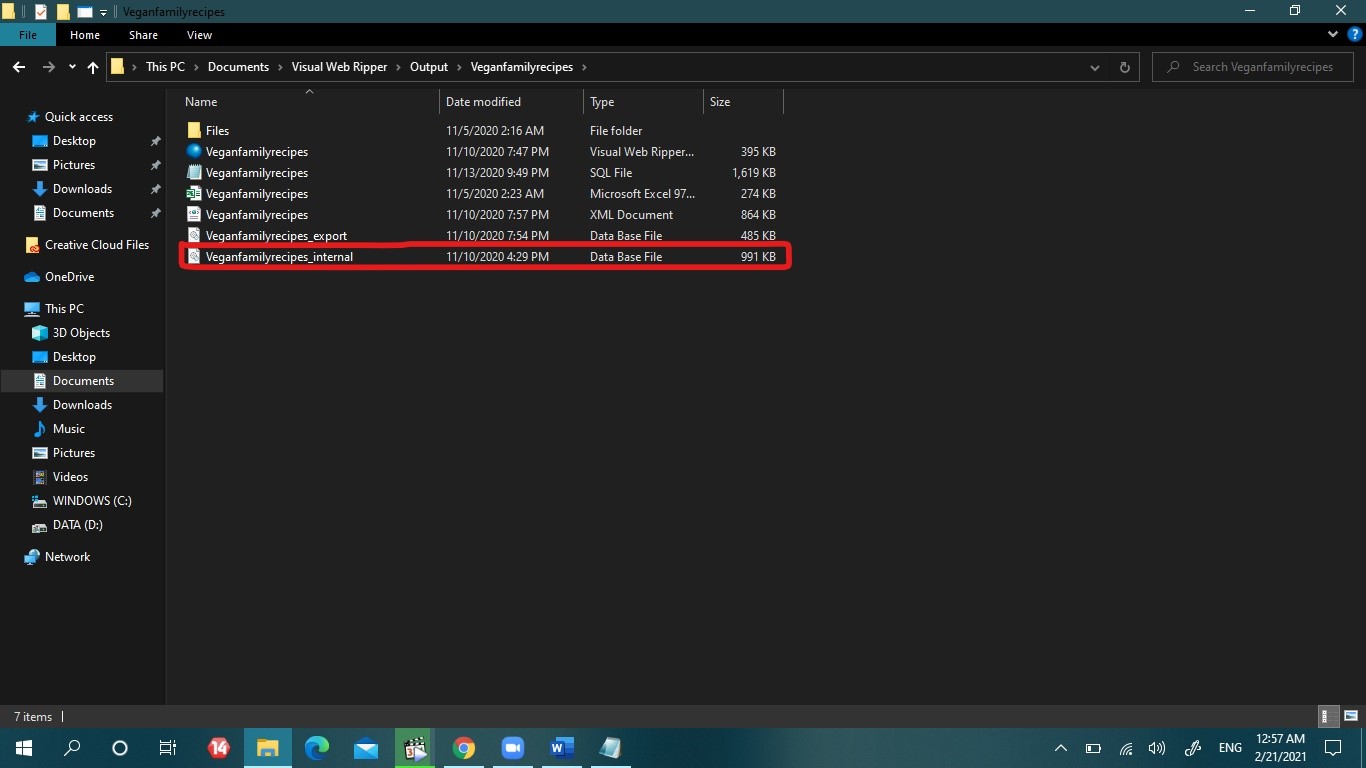 Veganfamilyrecipes
File Home Share View
This PC Documents Visual Web Ripper Output Veganfamilyrecipes Search Veganfamilyrecipes
Name Date modified Type Size
Quick access
Desktop
Pictures
Downloads
Documents
Creative Cloud Files
OneDrive
This PC
3D Objects
Desktop
Documents
Downloads
Music
Pictures
Videos
WINDOWS (C:)
DATA (D:)
Network
Files 11/5/2020 2:16 AM File folder
Veganfamilyrecipes 11/10/2020 7:47 PM Visual Web Ripper... 395 KB
Veganfamilyrecipes 11/13/2020 9:49 PM SQL File 1,619 KB
Veganfamilyrecipes 11/5/2020 2:23 AM Microsoft Excel 97... 274 KB
Veganfamilyrecipes 11/10/2020 7:57 PM XML Document 864 KB
Veganfamilyrecipes_export 11/10/2020 7:54 PM Data Base File 485 KB
Veganfamilyrecipes_internal 11/10/2020 4:29 PM Data Base File 991 KB
7 items
14
ENG
12:57 AM
2/21/2021